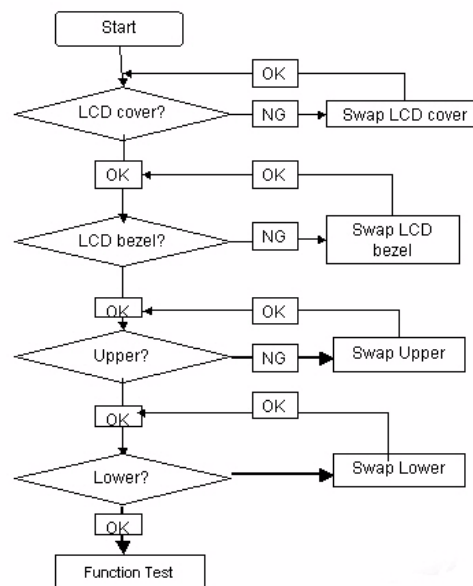 Start
OK
LCD cover?
NG
Swap LCD cover
OK
OK
LCD bezel?
NG
Swap LCD
bezel
OK
OK
Upper?
NG
Swap Upper
OK
OK
Lower?
Swap Lower
OK
Function Test